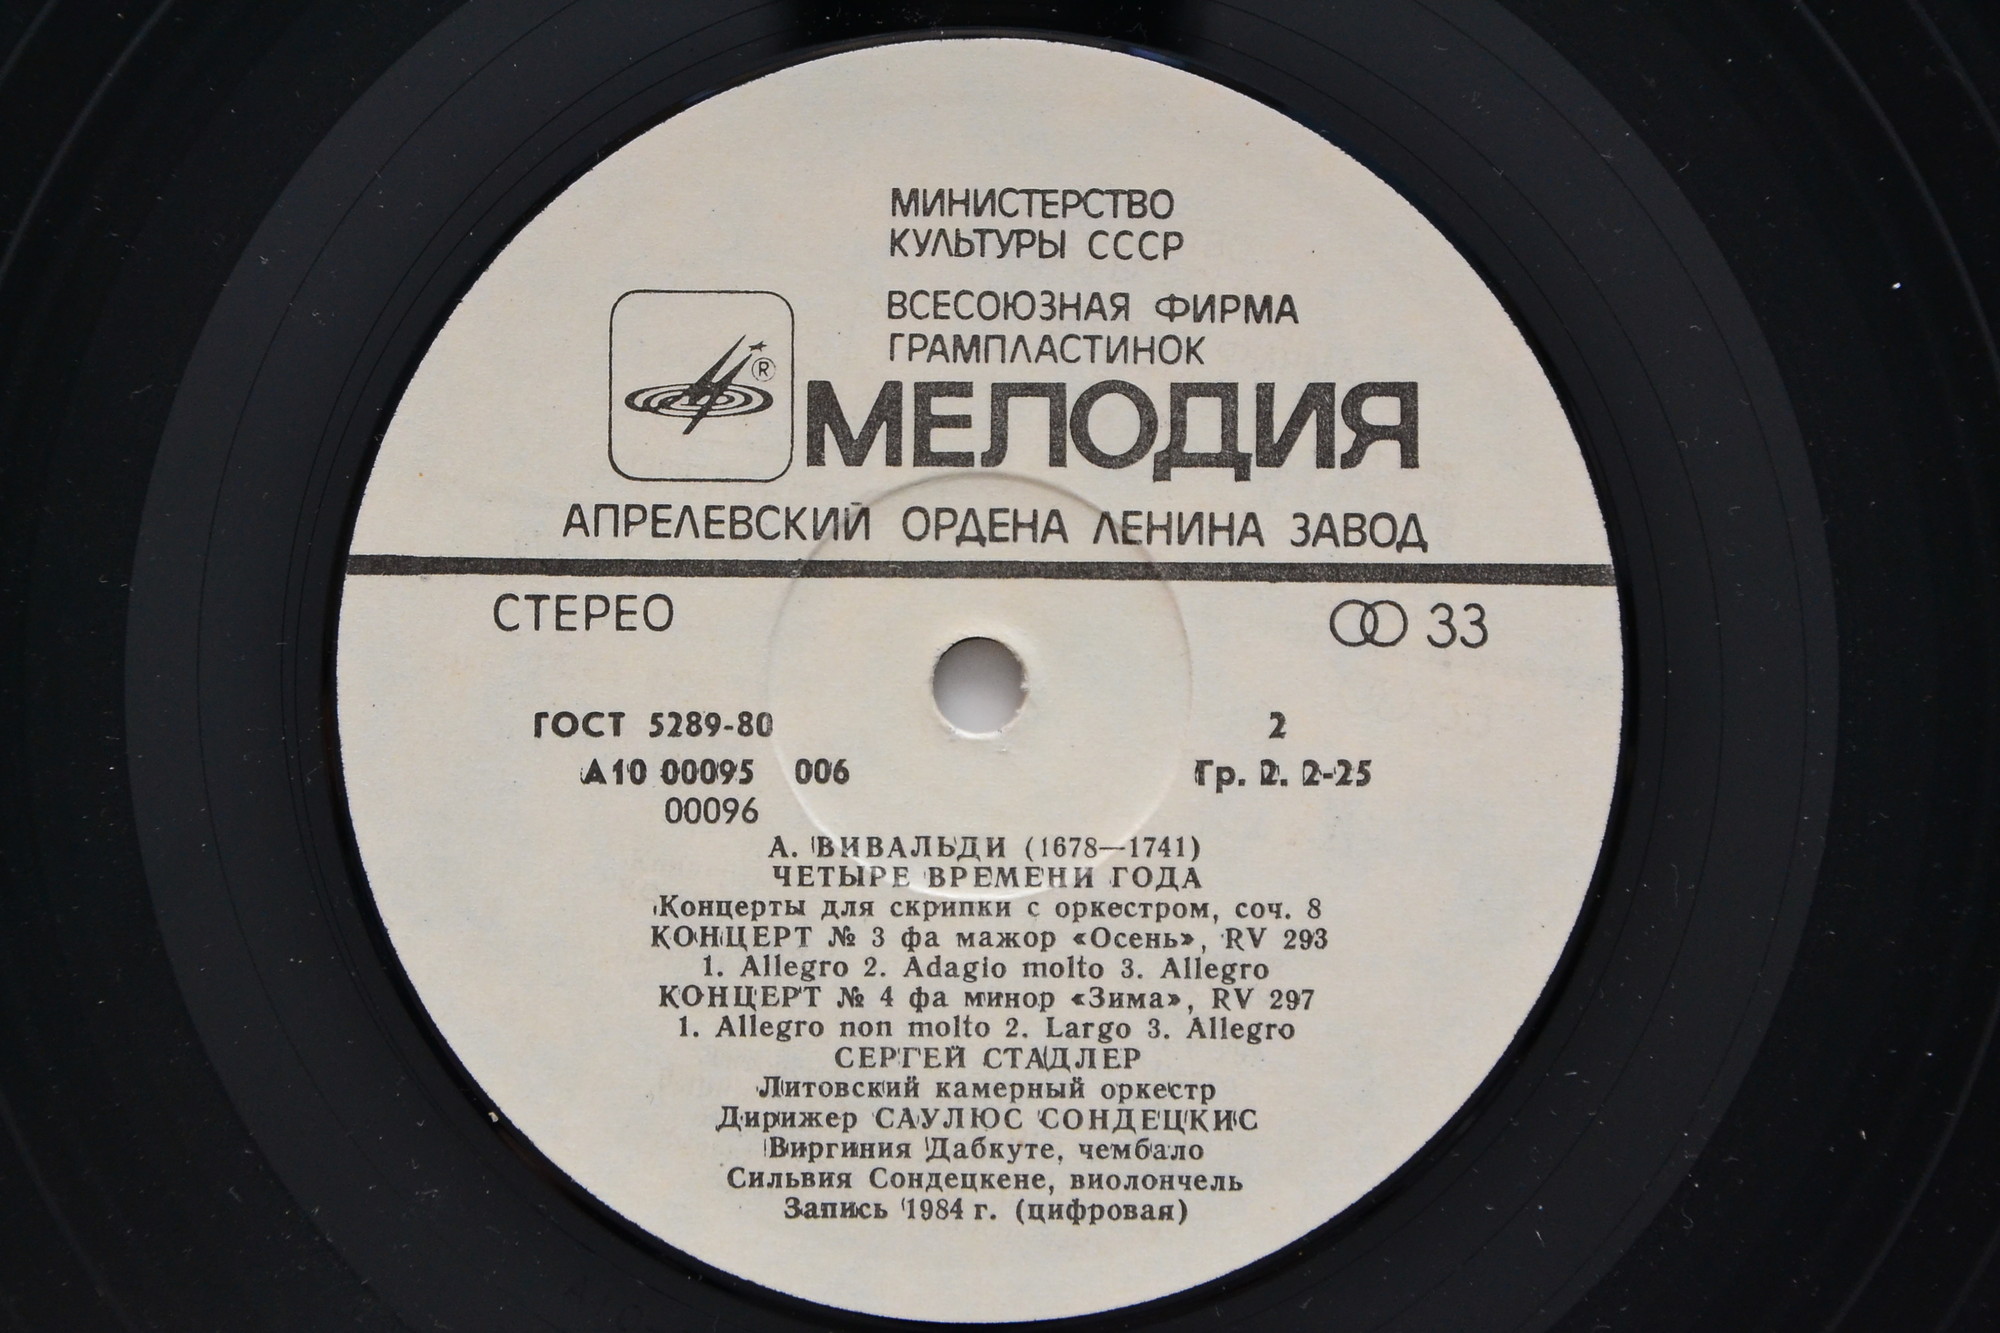 МИНИСТЕРСТВО
КУЛЬТУРЫ СССР
ВСЕСОЮЗНАЯ ФИРМА
ГРАМПЛАСТИНОК
®
МЕЛОДИЯ
АПРЕЛЕВСКИЙ ОРДЕНА ЛЕНИНА ЗАВОД
СТЕРЕО 33
ГОСТ 5289-80 2
А10 00095 006 Гр. 2. 2-25
00096
А. ВИВАЛЬДИ (1678—1741)
ЧЕТЫРЕ ВРЕМЕНИ ГОДА
Концерты для скрипки с оркестром, соч. 8
КОНЦЕРТ № 3 фа мажор «Осень», RV 293
1. Allegro 2. Adagio molto 3. Allegro
КОНЦЕРТ № 4 фа минор «Зима», RV 297
1. Allegro non molto 2. Largo 3. Allegro
СЕРГЕЙ СТАДЛЕР
Литовский камерный оркестр
Дирижер САУЛЮС СОНДЕЦКИС
Виргиния Дабкуте, чембало
Сильвия Сондецкене, виолончель
Запись 1984 г. (цифровая)